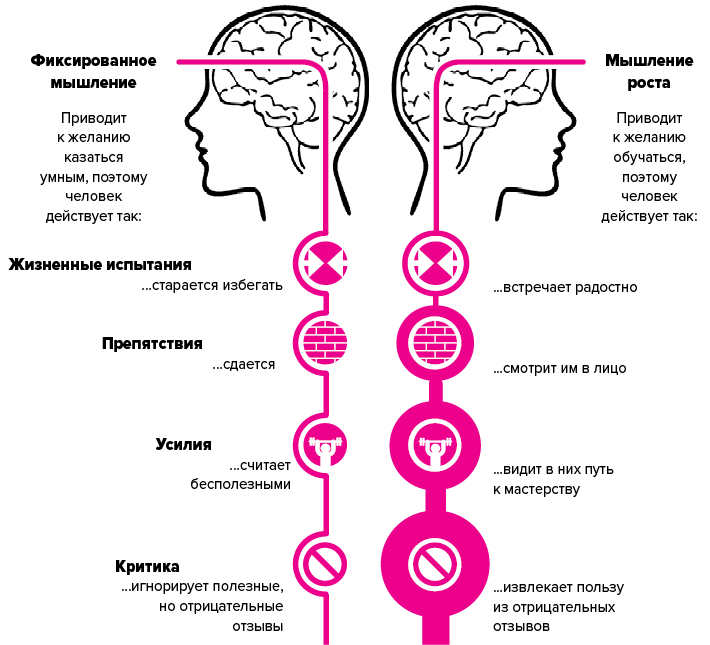 Фиксированное
мышление
Приводит
к желанию
казаться
умным, поэтому
человек
действует так:
Мышление
роста
Приводит
к желанию
обучаться,
поэтому
человек
действует так:
Жизненные испытания
...старается избегать
...встречает радостно
Препятствия
...сдается
...смотрит им в лицо
Усилия
...считает
бесполезными
...видит в них путь
к мастерству
Критика
...игнорирует полезные,
но отрицательные
отзывы
...извлекает пользу
из отрицательных
отзывов